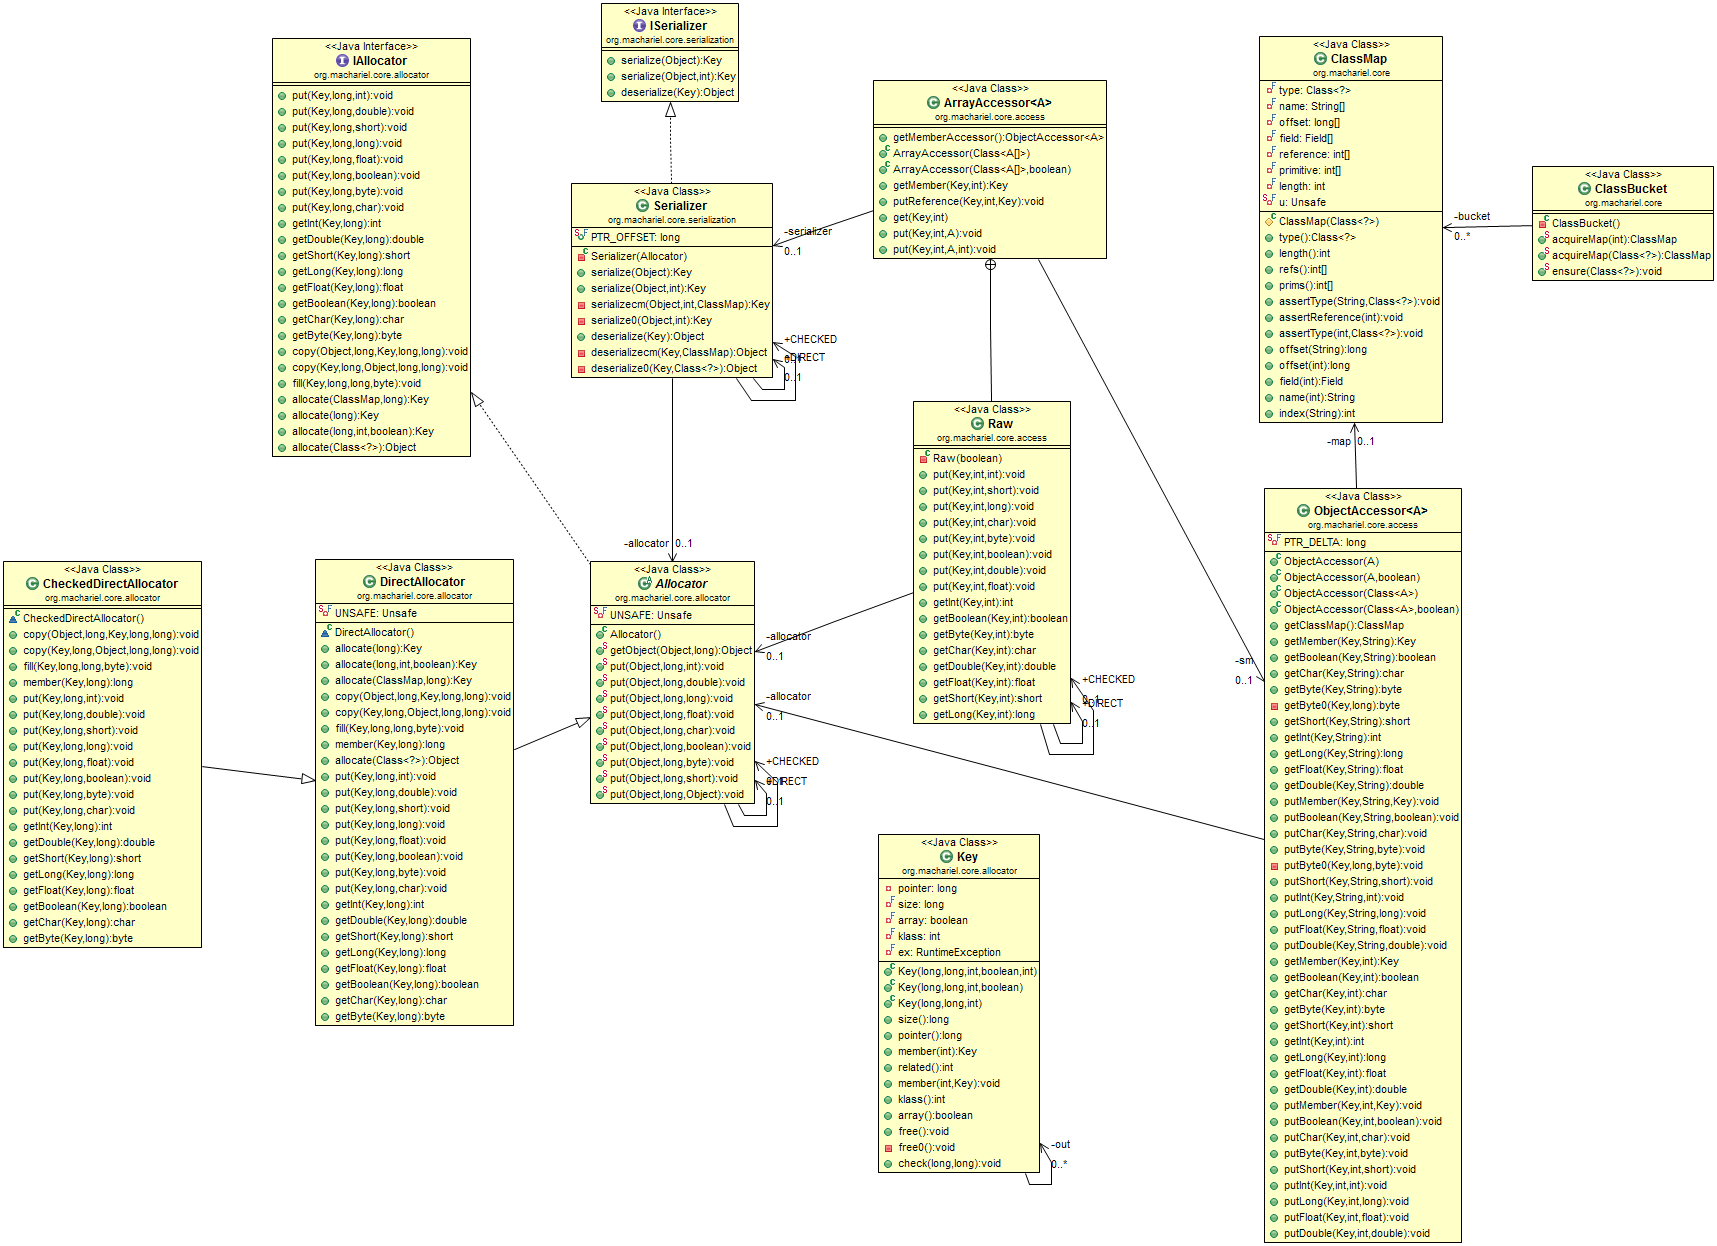 <<Java Interface>>
IAllocator
org.machariel.core.allocator
put(Key,long,int):void
put(Key,long,double):void
put(Key,long,short):void
put(Key,long,long):void
put(Key,long,float):void
put(Key,long,boolean):void
put(Key,long,byte):void
put(Key,long,char):void
getInt(Key,long):int
getDouble(Key,long):double
getShort(Key,long):short
getLong(Key,long):long
getFloat(Key,long):float
getBoolean(Key,long):boolean
getChar(Key,long):char
getByte(Key,long):byte
copy(Object,long,Key,long,long):void
copy(Key,long,Object,long,long):void
fill(Key,long,long,byte):void
allocate(ClassMap,long):Key
allocate(long):Key
allocate(long,int,boolean):Key
allocate(Class<?>):Object
<<Java Interface>>
ISerializer
org.machariel.core.serialization
serialize(Object):Key
serialize(Object,int):Key
deserialize(Key):Object
<<Java Class>>
Serializer
org.machariel.core.serialization
PTR_OFFSET: long
Serializer(Allocator)
serialize(Object):Key
serialize(Object,int):Key
serializecm(Object,int,ClassMap):Key
serialize0(Object,int):Key
deserialize(Key):Object
deserializecm(Key,ClassMap):Object
deserialize0(Key,Class<?>):Object
+CHECKED
0..1
+DIRECT
0..1
-serializer
0..1
<<Java Class>>
ArrayAccessor<A>
org.machariel.core.access
getMemberAccessor():ObjectAccessor<A>
ArrayAccessor(Class<A[]>)
ArrayAccessor(Class<A[]>,boolean)
getMember(Key,int):Key
putReference(Key,int,Key):void
get(Key,int)
put(Key,int,A):void
put(Key,int,A,int):void
<<Java Class>>
ClassMap
org.machariel.core
type: Class<?>
name: String[]
offset: long[]
field: Field[]
reference: int[]
primitive: int[]
length: int
u: Unsafe
ClassMap(Class<?>)
type():Class<?>
length():int
refs():int[]
prims():int[]
assertType(String,Class<?>):void
assertReference(int):void
assertType(int,Class<?>):void
offset(String):long
offset(int):long
field(int):Field
name(int):String
index(String):int
-bucket
0..*
<<Java Class>>
ClassBucket
org.machariel.core
ClassBucket()
acquireMap(int):ClassMap
acquireMap(Class<?>):ClassMap
ensure(Class<?>):void
-map 0..1
<<Java Class>>
Raw
org.machariel.core.access
Raw(boolean)
put(Key,int,int):void
put(Key,int,short):void
put(Key,int,long):void
put(Key,int,char):void
put(Key,int,byte):void
put(Key,int,boolean):void
put(Key,int,double):void
put(Key,int,float):void
getInt(Key,int):int
getBoolean(Key,int):boolean
getByte(Key,int):byte
getChar(Key,int):char
getDouble(Key,int):double
getFloat(Key,int):float
getShort(Key,int):short
getLong(Key,int):long
+CHECKED
0..1
+DIRECT
0..1
-sm
0..1
<<Java Class>>
CheckedDirectAllocator
org.machariel.core.allocator
CheckedDirectAllocator()
copy(Object,long,Key,long,long):void
copy(Key,long,Object,long,long):void
fill(Key,long,long,byte):void
member(Key,long):long
put(Key,long,int):void
put(Key,long,double):void
put(Key,long,short):void
put(Key,long,long):void
put(Key,long,float):void
put(Key,long,boolean):void
put(Key,long,byte):void
put(Key,long,char):void
getInt(Key,long):int
getDouble(Key,long):double
getShort(Key,long):short
getLong(Key,long):long
getFloat(Key,long):float
getBoolean(Key,long):boolean
getChar(Key,long):char
getByte(Key,long):byte
<<Java Class>>
DirectAllocator
org.machariel.core.allocator
UNSAFE: Unsafe
DirectAllocator()
allocate(long):Key
allocate(long,int,boolean):Key
allocate(ClassMap,long):Key
copy(Object,long,Key,long,long):void
copy(Key,long,Object,long,long):void
fill(Key,long,long,byte):void
member(Key,long):long
allocate(Class<?>):Object
put(Key,long,int):void
put(Key,long,double):void
put(Key,long,short):void
put(Key,long,long):void
put(Key,long,float):void
put(Key,long,boolean):void
put(Key,long,byte):void
put(Key,long,char):void
getInt(Key,long):int
getDouble(Key,long):double
getShort(Key,long):short
getLong(Key,long):long
getFloat(Key,long):float
getBoolean(Key,long):boolean
getChar(Key,long):char
getByte(Key,long):byte
-allocator 0..1
<<Java Class>>
Allocator
org.machariel.core.allocator
UNSAFE: Unsafe
Allocator()
getObject(Object,long):Object
put(Object,long,int):void
put(Object,long,double):void
put(Object,long,long):void
put(Object,long,float):void
put(Object,long,char):void
put(Object,long,boolean):void
put(Object,long,byte):void
put(Object,long,short):void
put(Object,long,Object):void
-allocator
0..1
-allocator
0..1
+CHECKED
0..1
+DIRECT
0..1
<<Java Class>>
Key
org.machariel.core.allocator
pointer: long
size: long
array: boolean
klass: int
ex: RuntimeException
Key(long,long,int,boolean,int)
Key(long,long,int,boolean)
Key(long,long,int)
size():long
pointer():long
member(int):Key
related():int
member(int,Key):void
klass():int
array():boolean
free():void
free0():void
check(long,long):void
-out
0..*
<<Java Class>>
ObjectAccessor<A>
org.machariel.core.access
PTR_DELTA: long
ObjectAccessor(A)
ObjectAccessor(A,boolean)
ObjectAccessor(Class<A>)
ObjectAccessor(Class<A>,boolean)
getClassMap():ClassMap
getMember(Key,String):Key
getBoolean(Key,String):boolean
getChar(Key,String):char
getByte(Key,String):byte
getByte0(Key,long):byte
getShort(Key,String):short
getInt(Key,String):int
getLong(Key,String):long
getFloat(Key,String):float
getDouble(Key,String):double
putMember(Key,String,Key):void
putBoolean(Key,String,boolean):void
putChar(Key,String,char):void
putByte(Key,String,byte):void
putByte0(Key,long,byte):void
putShort(Key,String,short):void
putInt(Key,String,int):void
putLong(Key,String,long):void
putFloat(Key,String,float):void
putDouble(Key,String,double):void
getMember(Key,int):Key
getBoolean(Key,int):boolean
getChar(Key,int):char
getByte(Key,int):byte
getShort(Key,int):short
getInt(Key,int):int
getLong(Key,int):long
getFloat(Key,int):float
getDouble(Key,int):double
putMember(Key,int,Key):void
putBoolean(Key,int,boolean):void
putChar(Key,int,char):void
putByte(Key,int,byte):void
putShort(Key,int,short):void
putInt(Key,int,int):void
putLong(Key,int,long):void
putFloat(Key,int,float):void
putDouble(Key,int,double):void